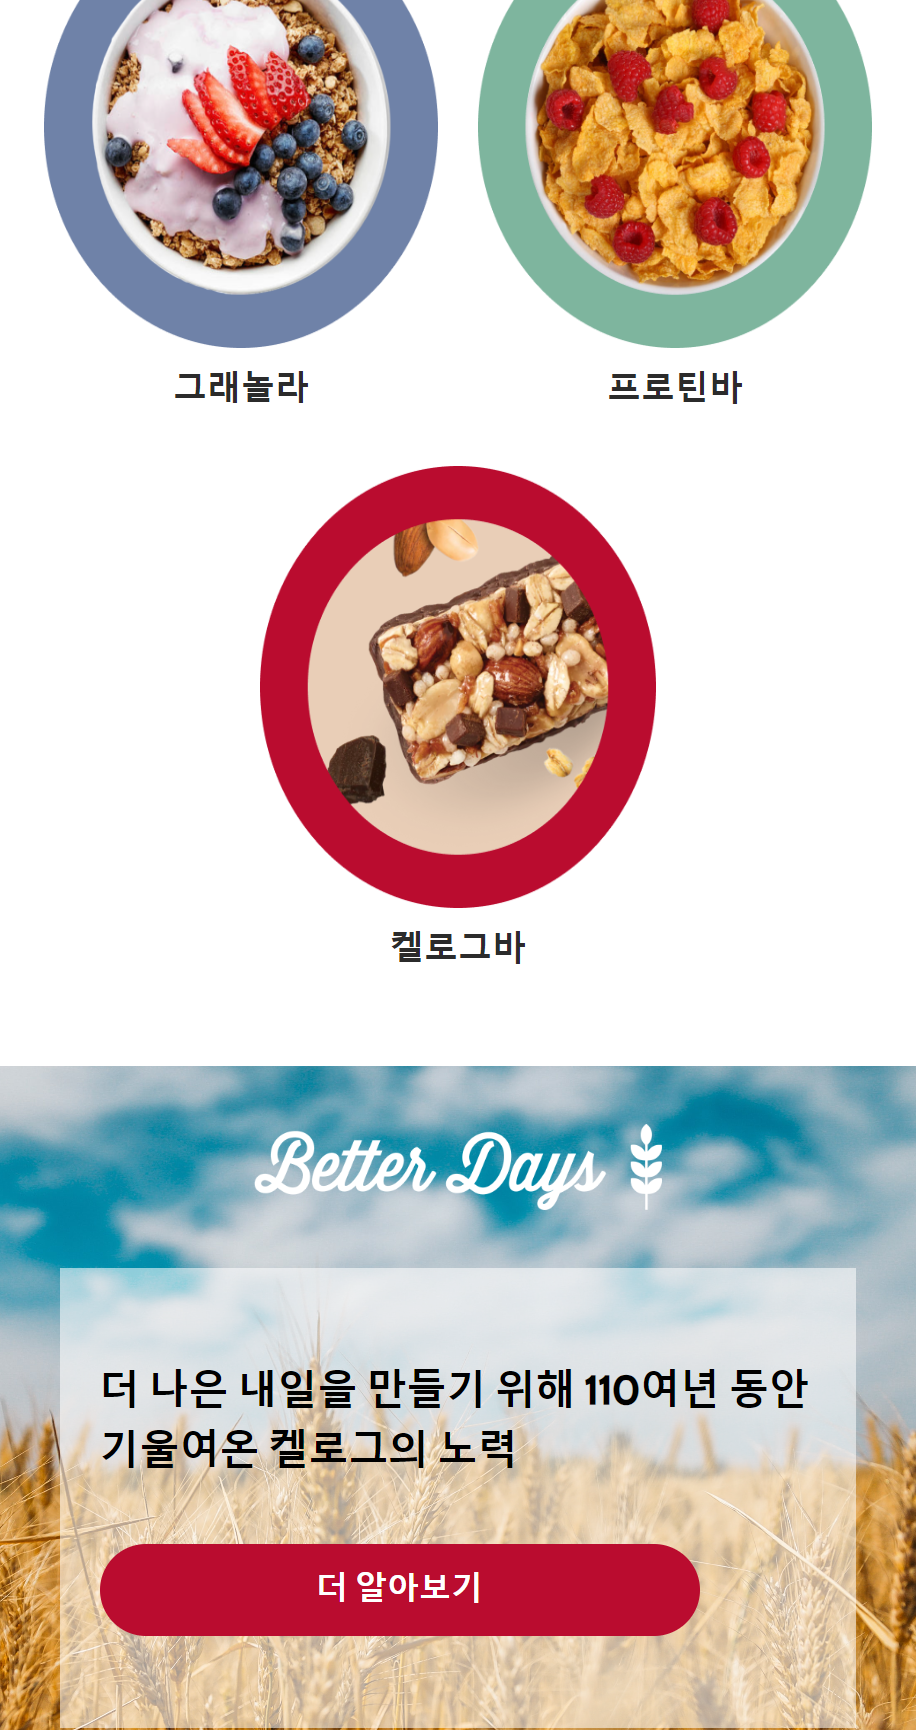 그래놀라
프로틴바
켈로그바
Better Days
더 나은 내일을 만들기 위해 110여년 동안
기울여온 켈로그의 노력
더 알아보기